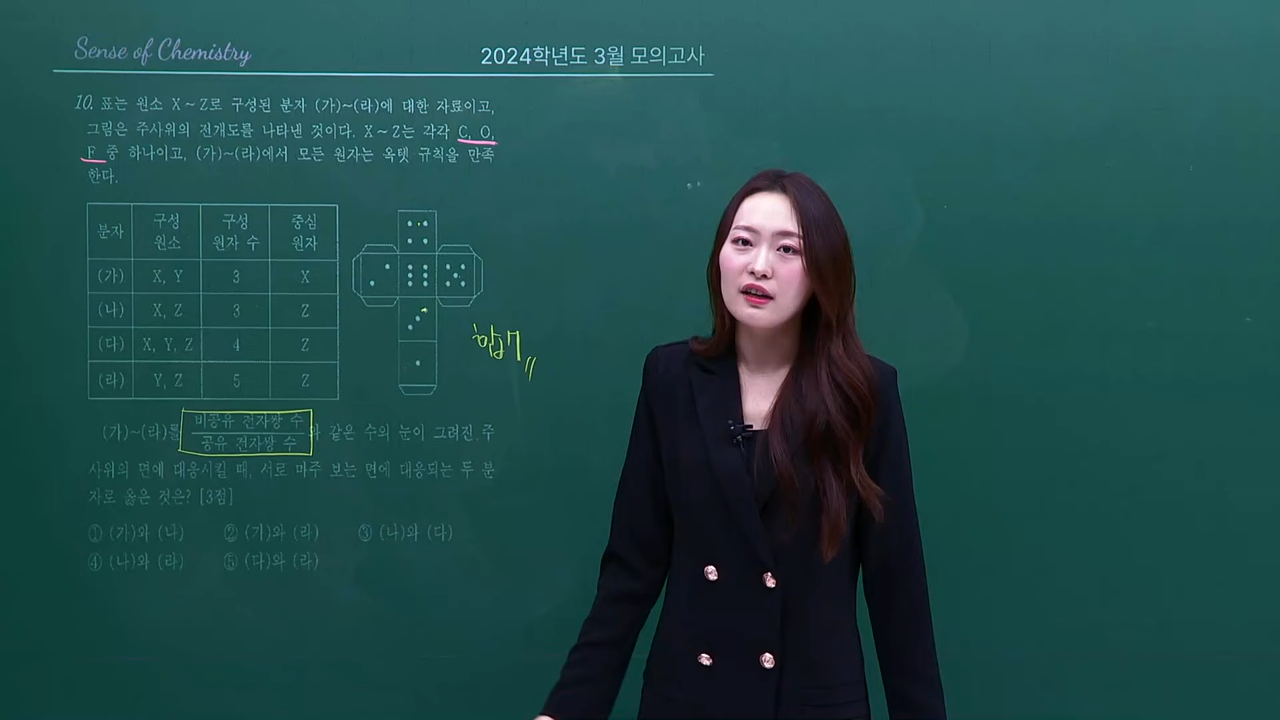 Sense of Chemistry
2024학년도 3월 모의고사
10. 표는 원소 X ~ Z로 구성된 분자 (가)~(라)에 대한 자료이고,
그림은 주사위의 전개도를 나타낸 것이다. X ~ Z는 각각 C, O,
F 중 하나이고, (가)~(라)에서 모든 원자는 옥텟 규칙을 만족
한다.
분자 구성 원소 구성 원자 수 중심 원자
(가) X, Y 3 X
(나) X, Z 3 Z
(다) X, Y, Z 4 Z
(라) Y, Z 5 Z
합 7
(가)~(라)를 비공유 전자쌍 수 / 공유 전자쌍 수 와 같은 수의 눈이 그려진 주
사위의 면에 대응시킬 때, 서로 마주 보는 면에 대응되는 두 분
자로 옳은 것은? [3점]
① (가)와 (나) ② (가)와 (라) ③ (나)와 (다)
④ (나)와 (라) ⑤ (다)와 (라)